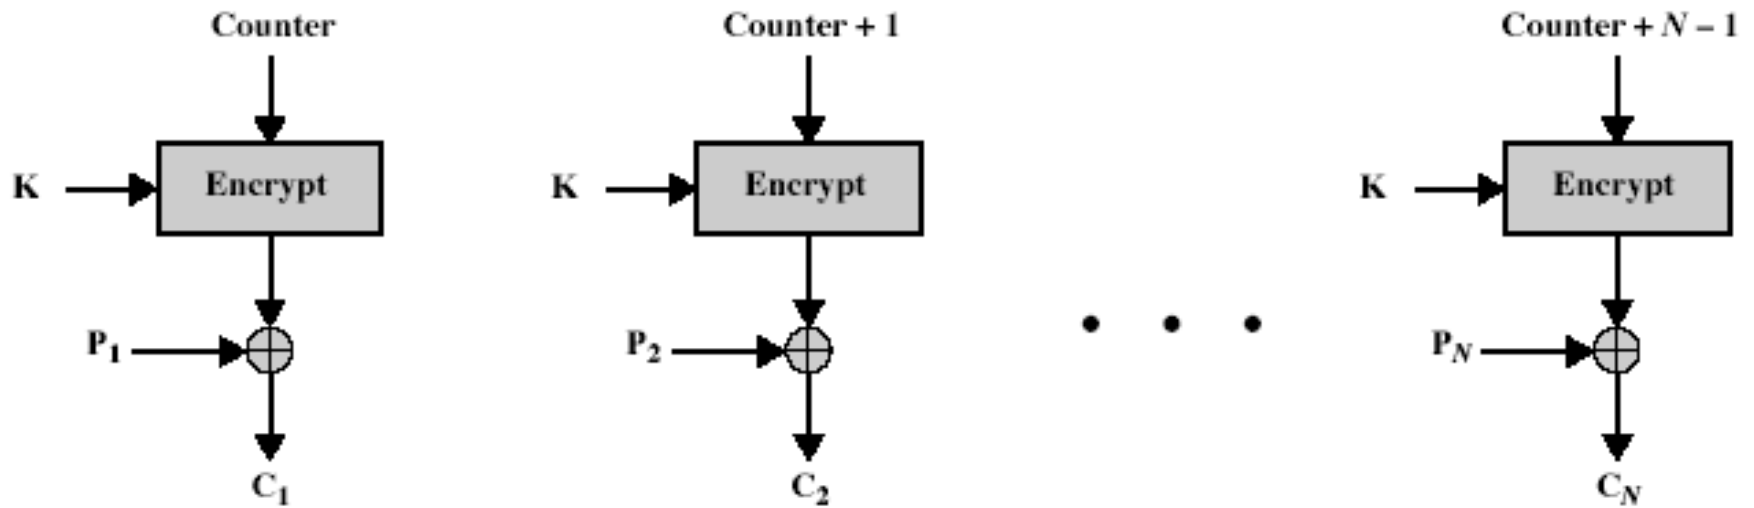 Counter Counter + 1 Counter + N – 1
K Encrypt K Encrypt K Encrypt
P1 P2 PN
C1 C2 CN